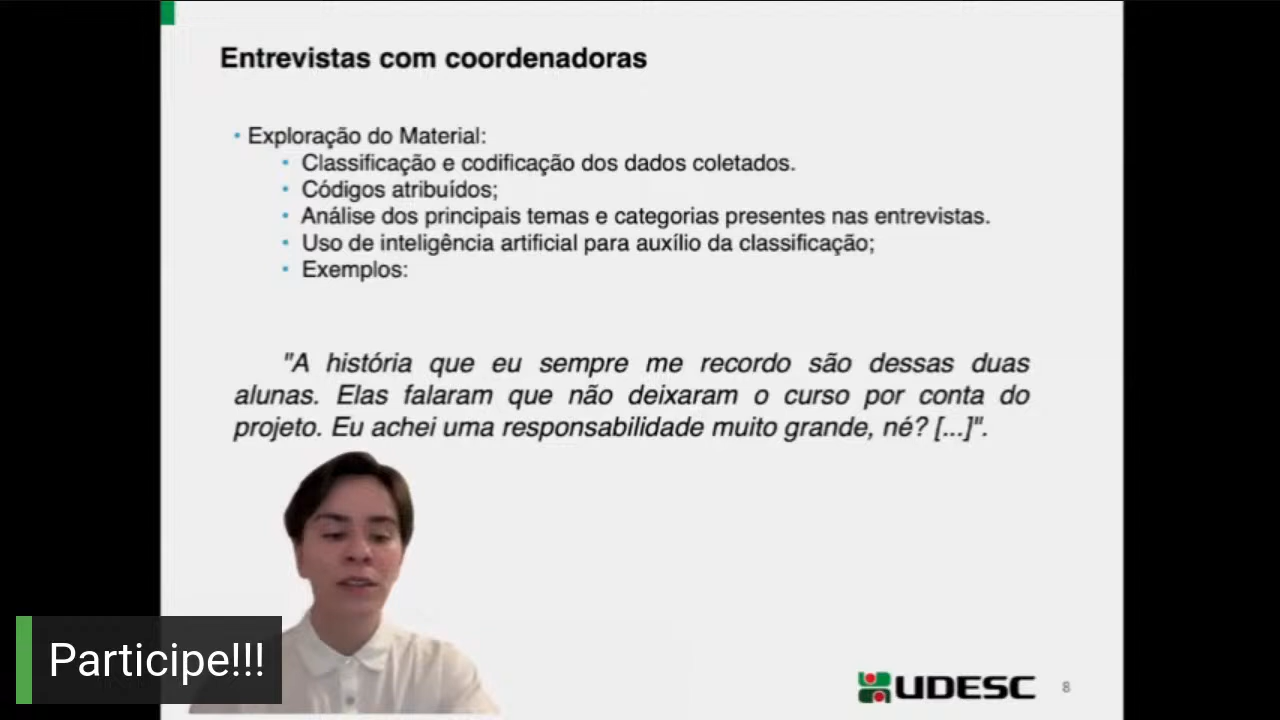 Entrevistas com coordenadoras
• Exploração do Material:
• Classificação e codificação dos dados coletados.
• Códigos atribuídos;
• Análise dos principais temas e categorias presentes nas entrevistas.
• Uso de inteligência artificial para auxílio da classificação;
• Exemplos:
"A história que eu sempre me recordo são dessas duas
alunas. Elas falaram que não deixaram o curso por conta do
projeto. Eu achei uma responsabilidade muito grande, né? [...]".
Participe!!!
UDESC
8